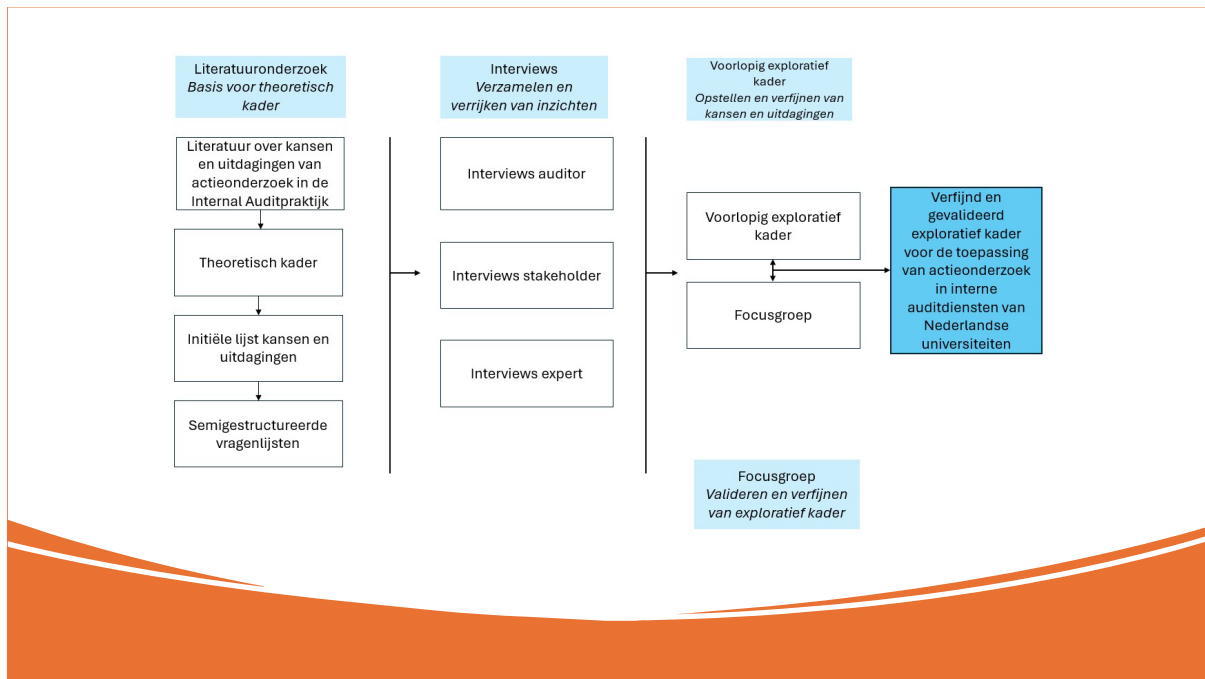 Literatuuronderzoek
Basis voor theoretisch
kader
Literatuur over kansen
en uitdagingen van
actieonderzoek in de
Internal Auditpraktijk
Theoretisch kader
Initiële lijst kansen en
uitdagingen
Semigestructureerde
vragenlijsten
Interviews
Verzamelen en
verrijken van inzichten
Interviews auditor
Interviews stakeholder
Interviews expert
Voorlopig exploratief
kader
Opstellen en verfijnen van
kansen en uitdagingen
Voorlopig exploratief
kader
Focusgroep
Focusgroep
Valideren en verfijnen
van exploratief kader
Verfijnd en
gevalideerd
exploratief kader
voor de toepassing
van actieonderzoek
in interne
auditdiensten van
Nederlandse
universiteiten